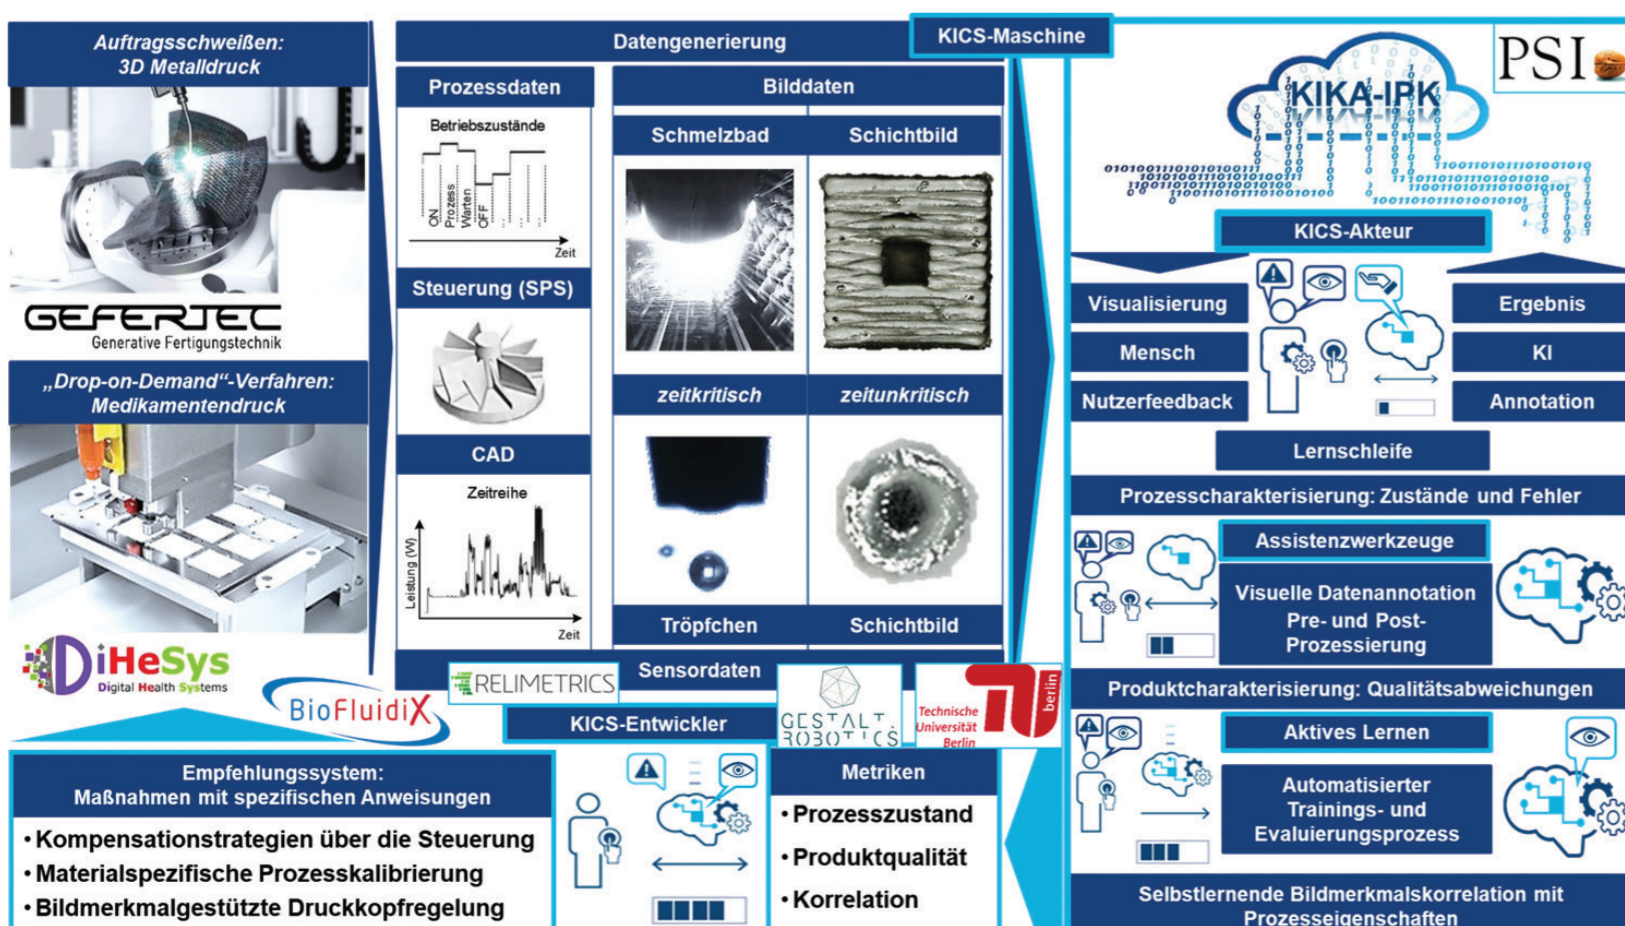 Auftragsschweißen:
3D Metalldruck
GEFERTEC
Generative Fertigungstechnik
„Drop-on-Demand“-Verfahren:
Medikamentendruck
DiHeSys
Digital Health Systems
BioFluidiX
Datengenerierung
KICS-Maschine
Prozessdaten
Betriebszustände
ON
Prozess
Warten
OFF
Zeit
Steuerung (SPS)
CAD
Zeitreihe
Leistung (W)
Zeit
Bilddaten
Schmelzbad
Schichtbild
zeitkritisch
zeitunkritisch
Tröpfchen
Schichtbild
Sensordaten
RELIMETRICS
KICS-Entwickler
GESTALT.
ROBOTICS
Technische
Universität
Berlin
berlin
PSI
KIKA-IPK
KICS-Akteur
Visualisierung
Ergebnis
Mensch
KI
Nutzerfeedback
Annotation
Lernschleife
Prozesscharakterisierung: Zustände und Fehler
Assistenzwerkzeuge
Visuelle Datenannotation
Pre- und Post-
Prozessierung
Produktcharakterisierung: Qualitätsabweichungen
Aktives Lernen
Automatisierter
Trainings- und
Evaluierungsprozess
Selbstlernende Bildmerkmalskorrelation mit
Prozesseigenschaften
Metriken
• Prozesszustand
• Produktqualität
• Korrelation
Empfehlungssystem:
Maßnahmen mit spezifischen Anweisungen
• Kompensationstrategien über die Steuerung
• Materialspezifische Prozesskalibrierung
• Bildmerkmalgestützte Druckkopfregelung